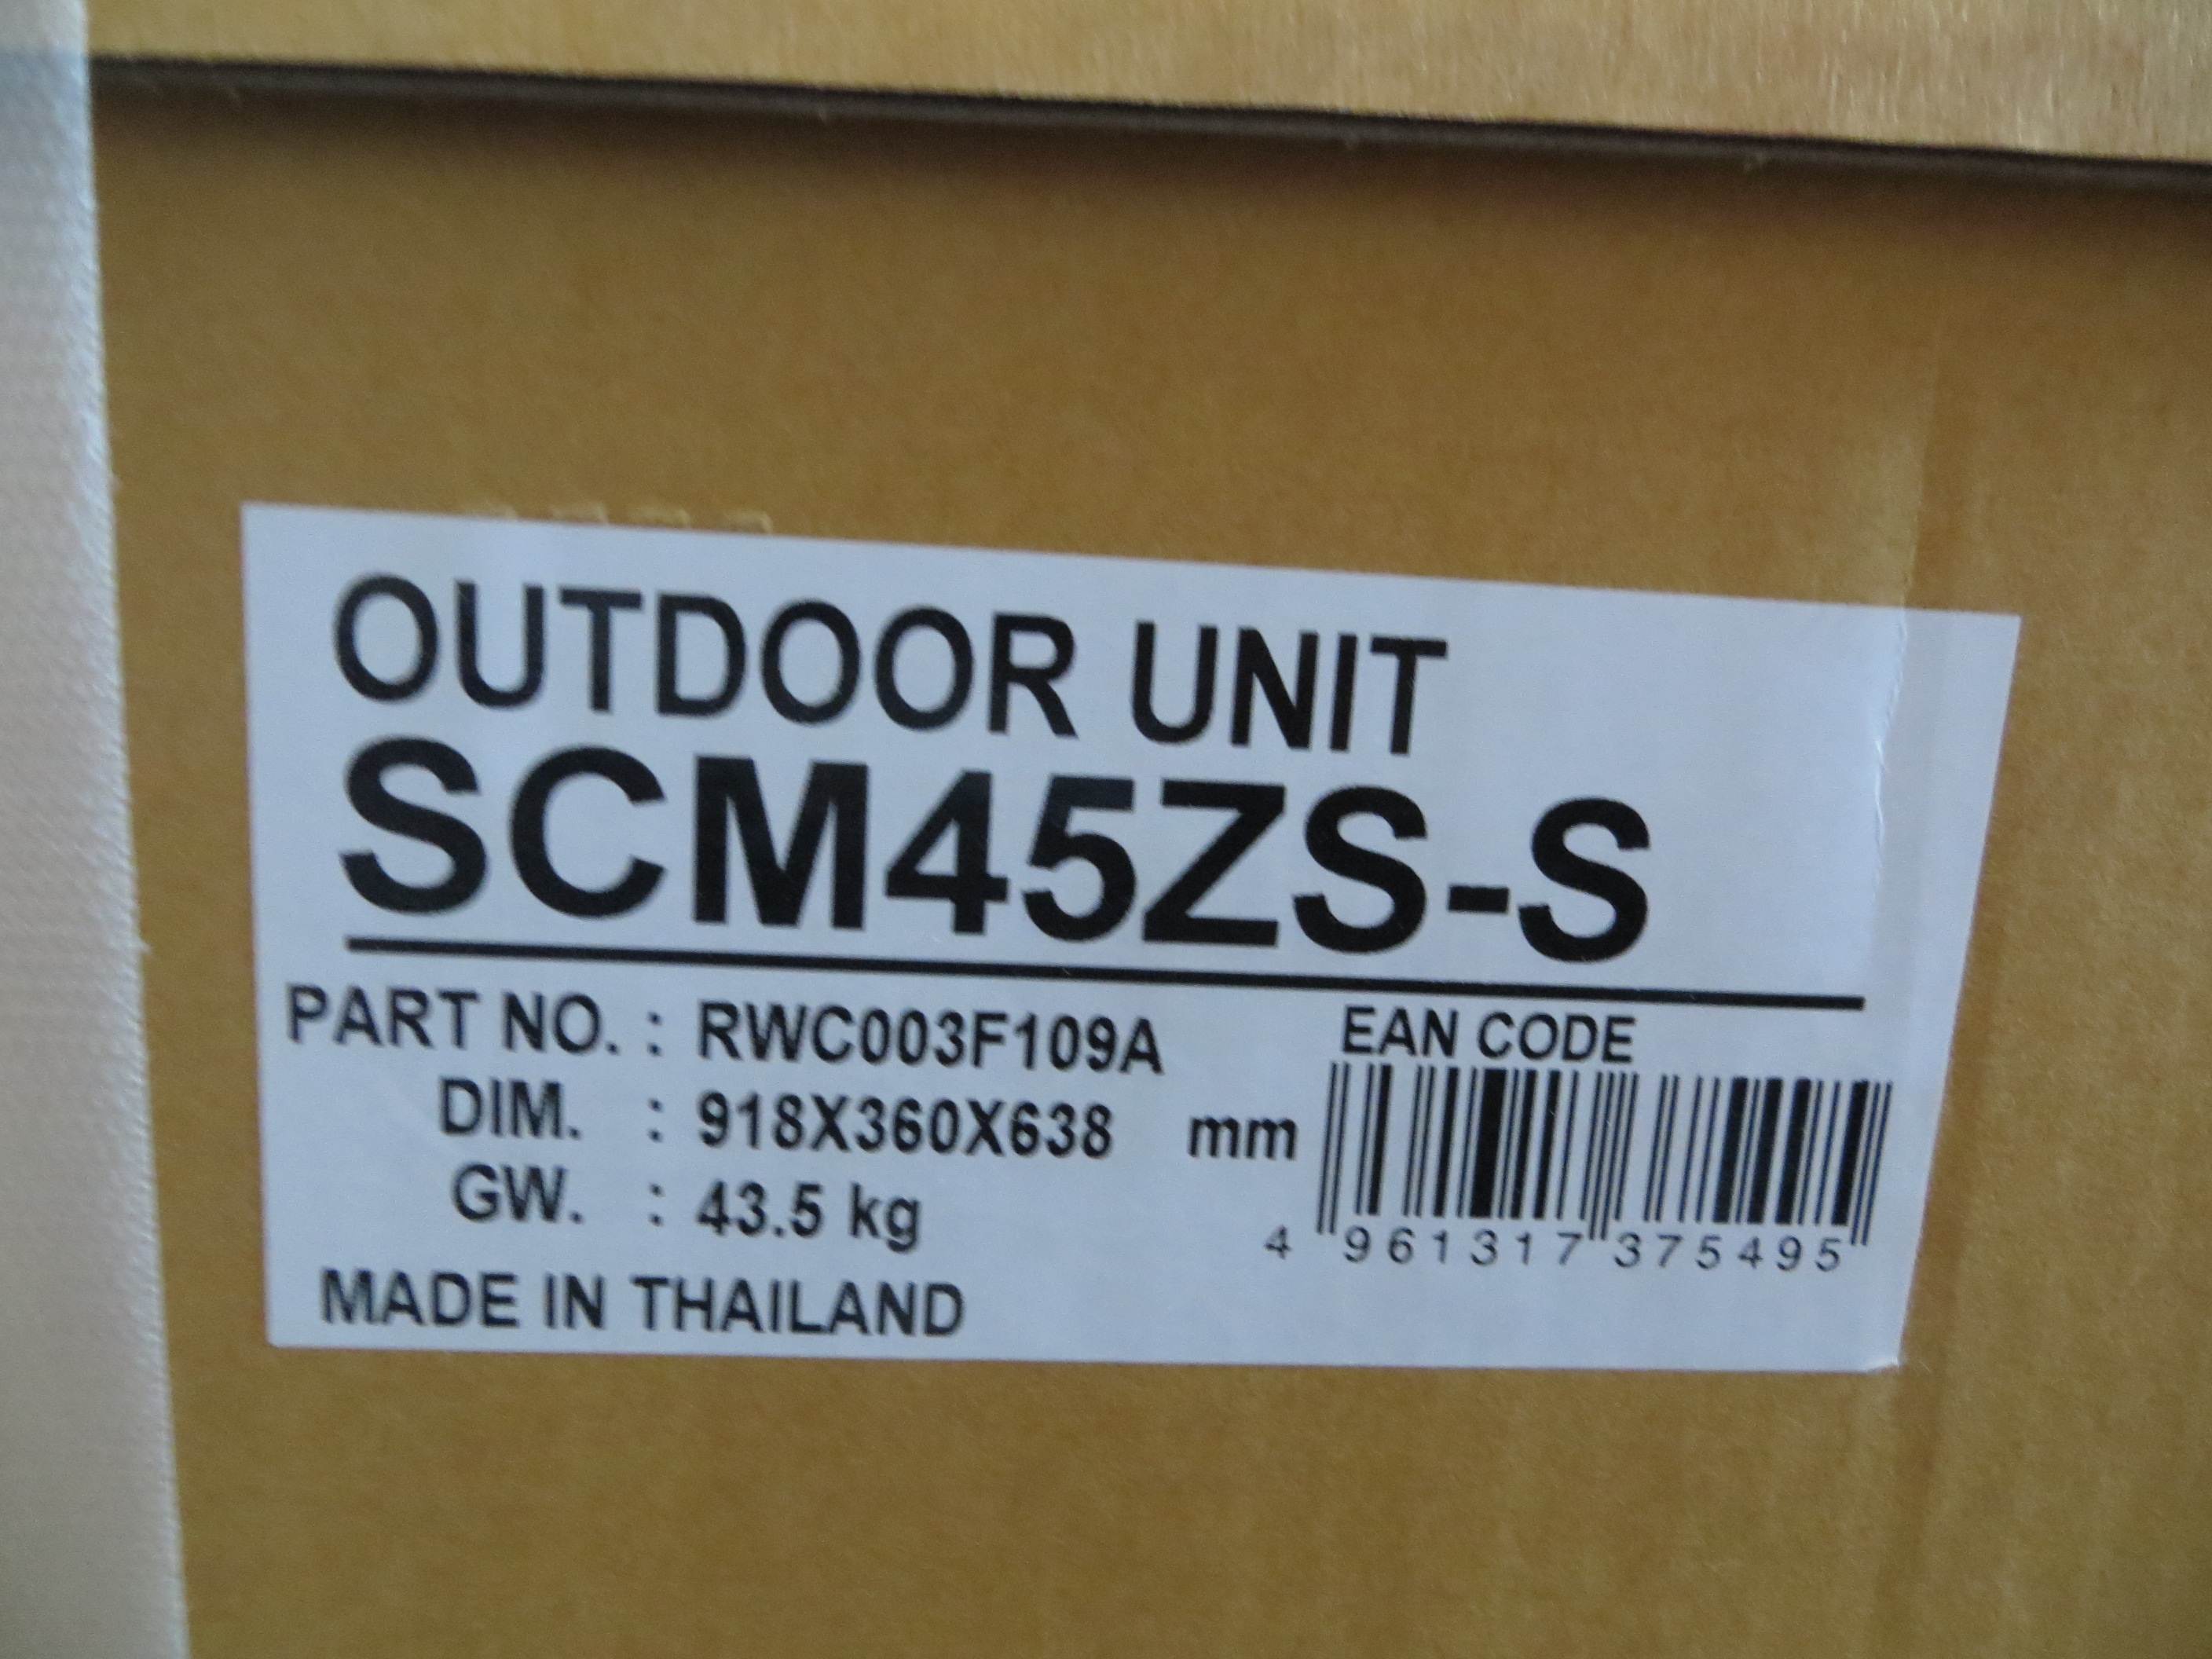 OUTDOOR UNIT
SCM45ZS-S
PART NO. : RWC003F109A
EAN CODE
DIM. : 918X360X638 mm
GW. : 43.5 kg
4 961317 375495
MADE IN THAILAND